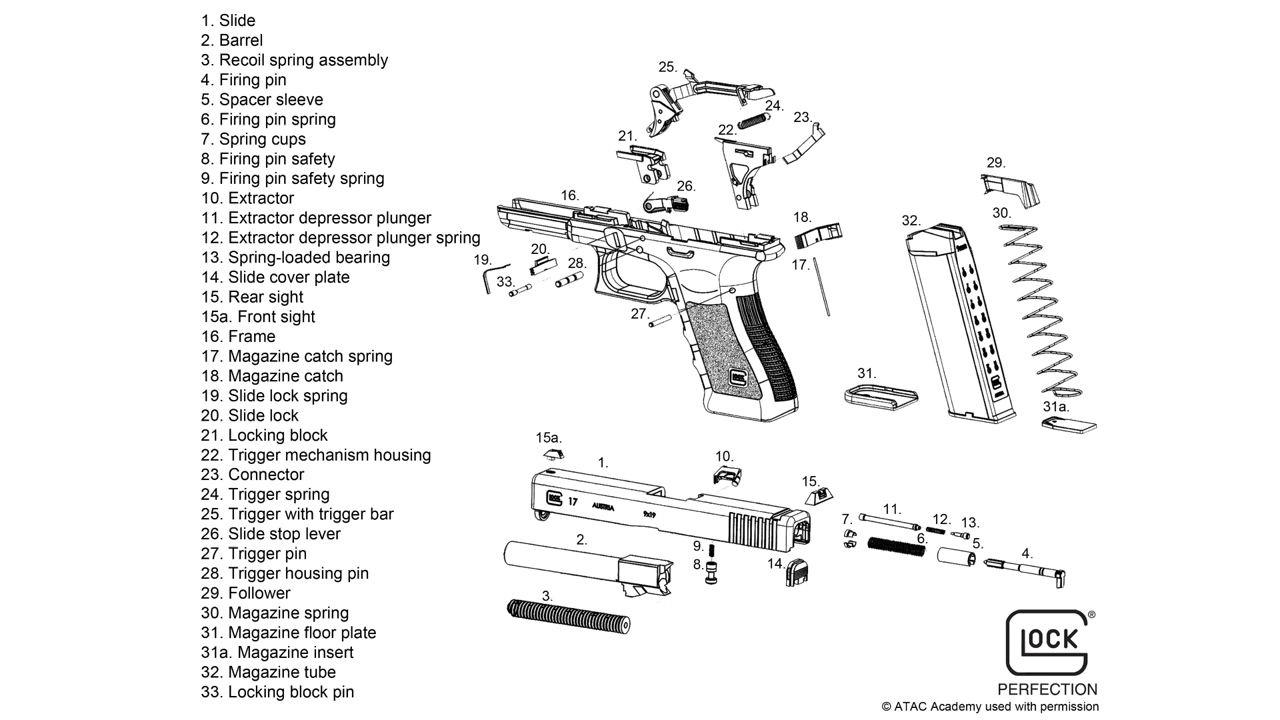 1. Slide
2. Barrel
3. Recoil spring assembly
4. Firing pin
5. Spacer sleeve
6. Firing pin spring
7. Spring cups
8. Firing pin safety
9. Firing pin safety spring
10. Extractor
11. Extractor depressor plunger
12. Extractor depressor plunger spring
13. Spring-loaded bearing
14. Slide cover plate
15. Rear sight
15a. Front sight
16. Frame
17. Magazine catch spring
18. Magazine catch
19. Slide lock spring
20. Slide lock
21. Locking block
22. Trigger mechanism housing
23. Connector
24. Trigger spring
25. Trigger with trigger bar
26. Slide stop lever
27. Trigger pin
28. Trigger housing pin
29. Follower
30. Magazine spring
31. Magazine floor plate
31a. Magazine insert
32. Magazine tube
33. Locking block pin
25.
24.
23.
22.
21.
26.
16.
29.
30.
32.
18.
17.
20.
19.
28.
33.
27.
31.
31a.
GLOCK
15a.
1.
10.
15.
GLOCK 17 AUSTRIA 9x19
11.
7.
12.
13.
6.
5.
4.
2.
9.
8.
14.
3.
GLOCK ®
PERFECTION
© ATAC Academy used with permission